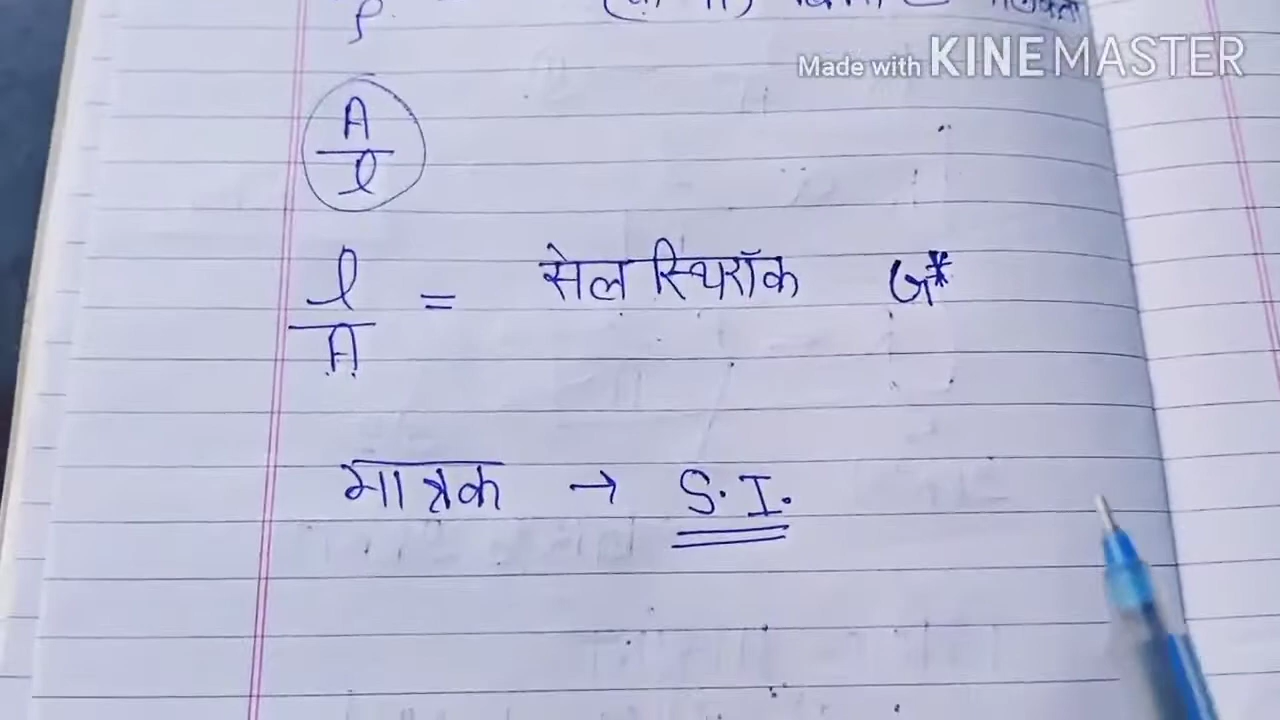 ρ
Made with KINEMASTER
A
l
l/A = सेल स्थिरॉक G*
मात्रक → S.I.